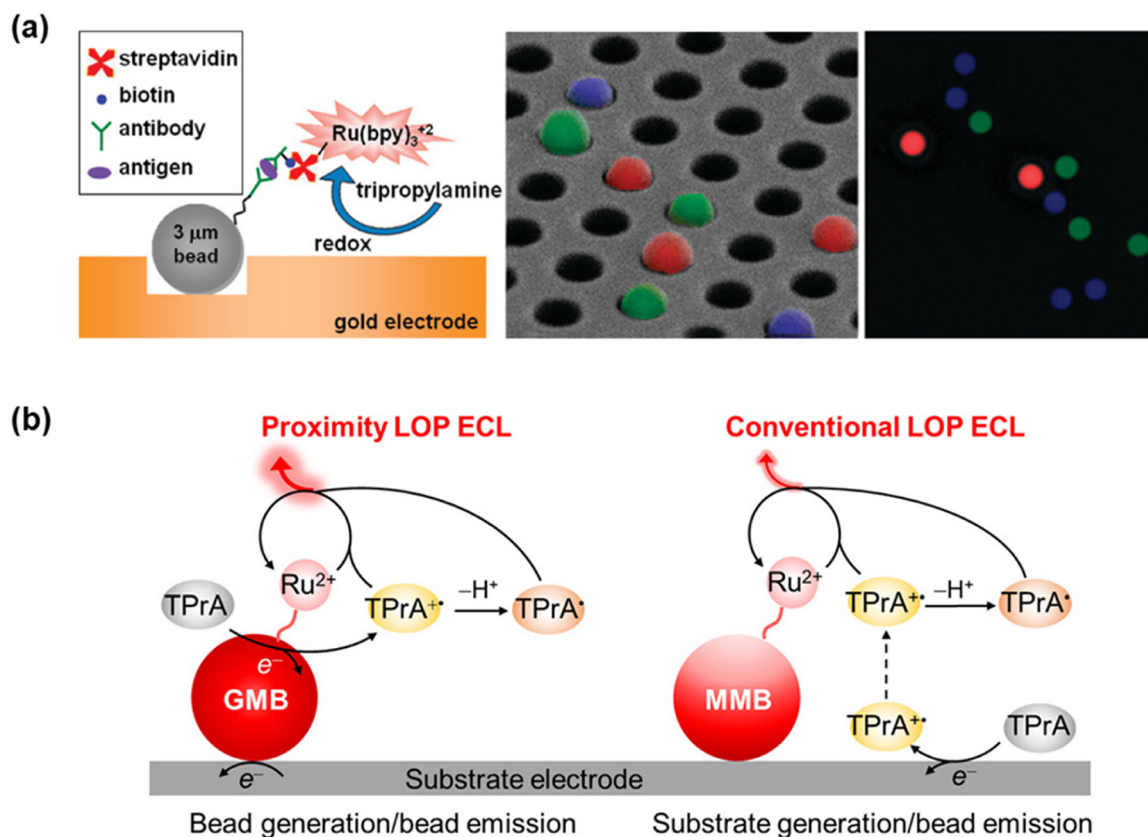 (a)
streptavidin
biotin
antibody
antigen
Ru(bpy)₃⁺²
tripropylamine
redox
3 μm
bead
gold electrode
(b)
Proximity LOP ECL
Conventional LOP ECL
TPrA
Ru²⁺
TPrA⁺•
–H⁺
TPrA•
e⁻
GMB
e⁻
Ru²⁺
TPrA⁺•
–H⁺
TPrA•
MMB
TPrA⁺•
TPrA
e⁻
Substrate electrode
Bead generation/bead emission
Substrate generation/bead emission